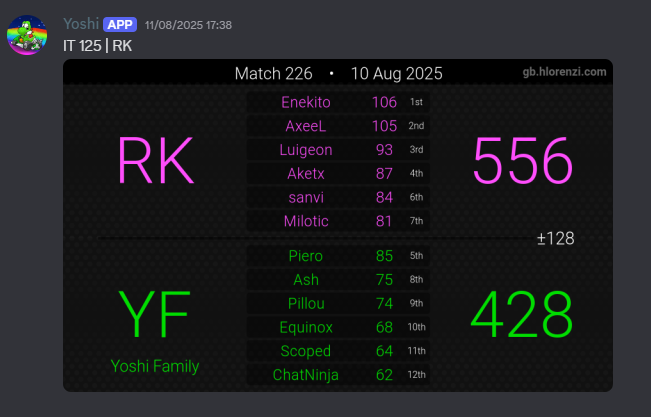 Yoshi APP 11/08/2025 17:38
IT 125 | RK
Match 226 • 10 Aug 2025
gb.hlorenzi.com
RK
Enekito 106 1st
AxeeL 105 2nd
Luigeon 93 3rd
Aketx 87 4th
sanvi 84 6th
Milotic 81 7th
556
±128
YF
Yoshi Family
Piero 85 5th
Ash 75 8th
Pillou 74 9th
Equinox 68 10th
Scoped 64 11th
ChatNinja 62 12th
428